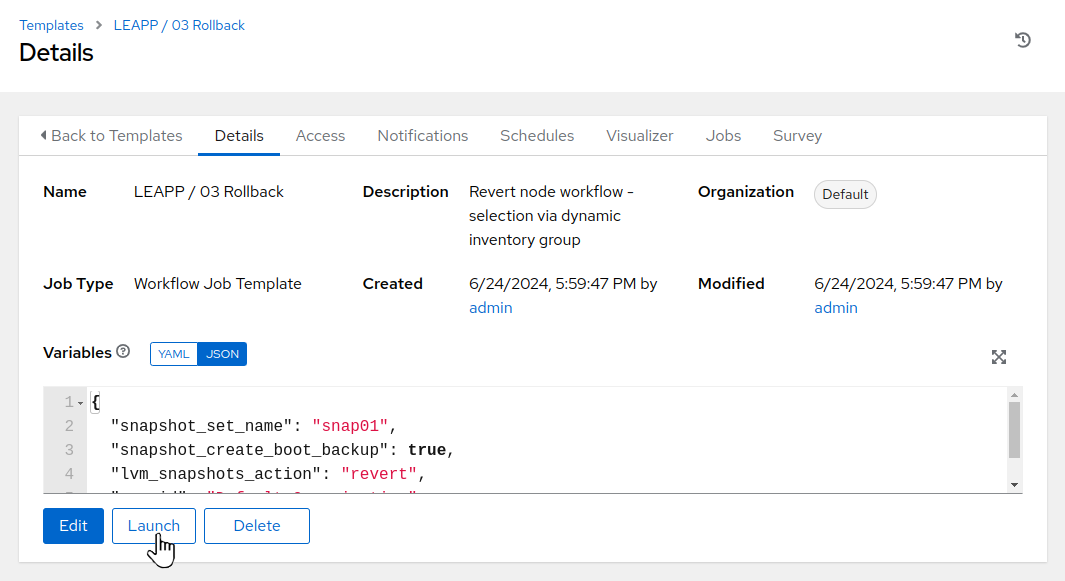 Templates > LEAPP / 03 Rollback
Details
Back to Templates Details Access Notifications Schedules Visualizer Jobs Survey
Name LEAPP / 03 Rollback Description Revert node workflow - Organization Default
selection via dynamic
inventory group
Job Type Workflow Job Template Created 6/24/2024, 5:59:47 PM by Modified 6/24/2024, 5:59:47 PM by
admin admin
Variables YAML JSON
1 {
2 "snapshot_set_name": "snap01",
3 "snapshot_create_boot_backup": true,
4 "lvm_snapshots_action": "revert",
Edit Launch Delete